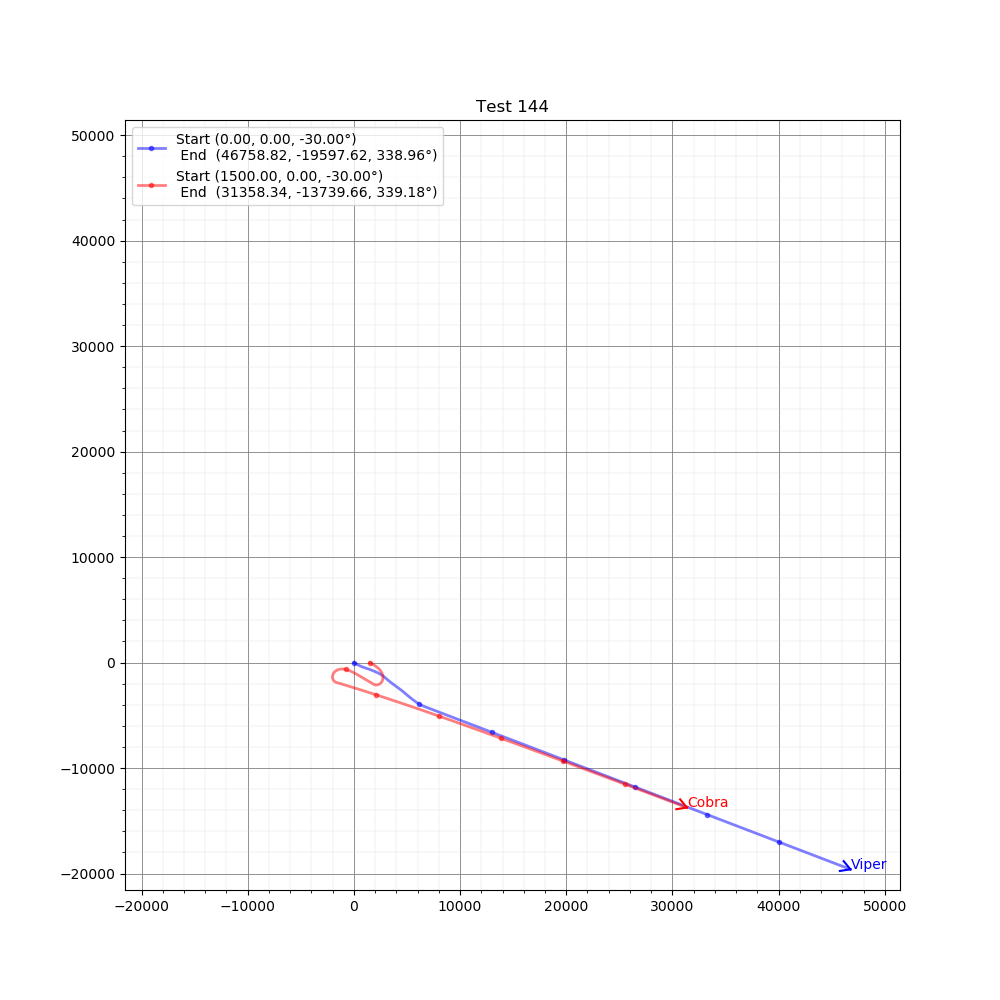 Test 144
Start (0.00, 0.00, -30.00°)
End (46758.82, -19597.62, 338.96°)
Start (1500.00, 0.00, -30.00°)
End (31358.34, -13739.66, 339.18°)
50000
40000
30000
20000
10000
0
−10000
−20000
Cobra
Viper
−20000 −10000 0 10000 20000 30000 40000 50000